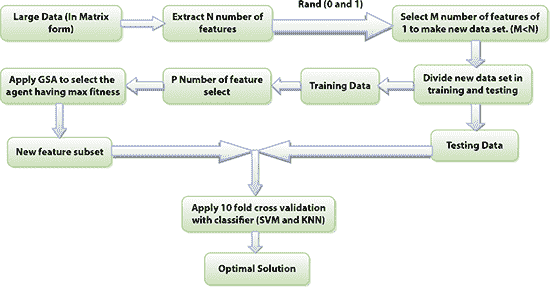 Large Data (In Matrix
form)
Extract N number of
features
Rand (0 and 1)
Select M number of features of
1 to make new data set. (M<N)
Apply GSA to select the
agent having max fitness
P Number of feature
select
Training Data
Divide new data set in
training and testing
New feature subset
Testing Data
Apply 10 fold cross validation
with classifier (SVM and KNN)
Optimal Solution